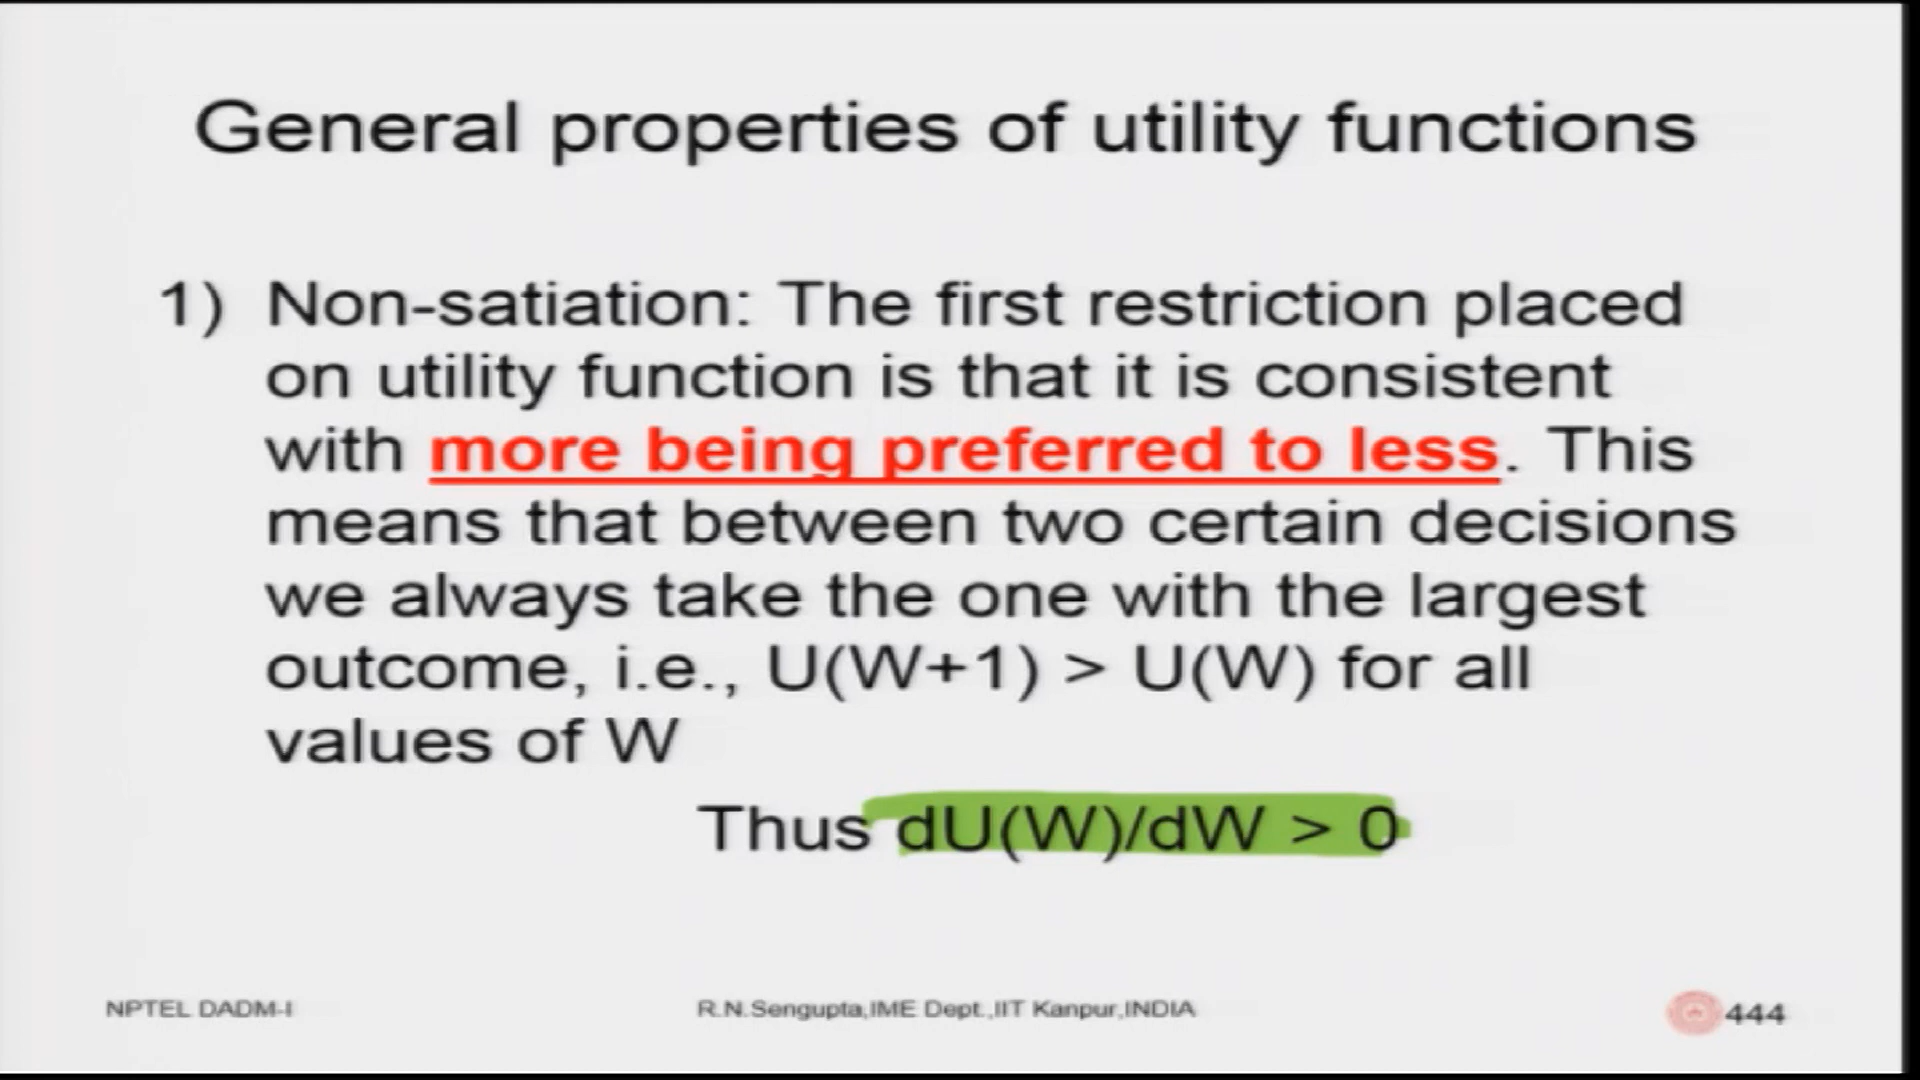 General properties of utility functions
1) Non-satiation: The first restriction placed
on utility function is that it is consistent
with more being preferred to less. This
means that between two certain decisions
we always take the one with the largest
outcome, i.e., U(W+1) > U(W) for all
values of W
Thus dU(W)/dW > 0
NPTEL DADM-I
R.N.Sengupta,IME Dept.,IIT Kanpur,INDIA
444